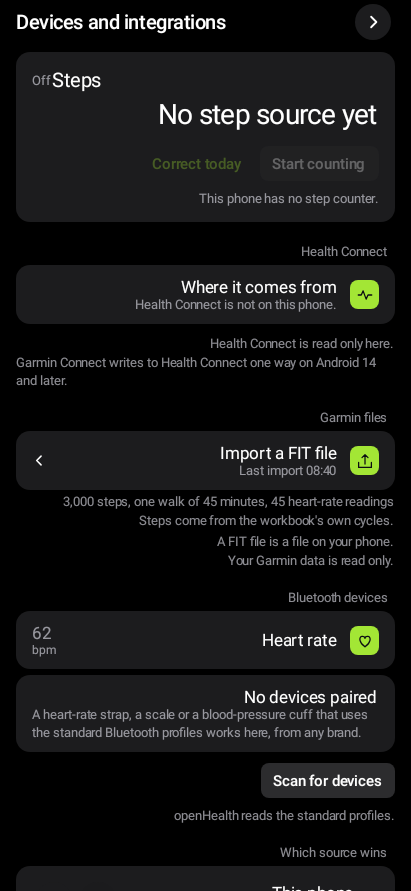 Devices and integrations
Off Steps
No step source yet
Correct today
Start counting
This phone has no step counter.
Health Connect
Where it comes from
Health Connect is not on this phone.
Health Connect is read only here.
Garmin Connect writes to Health Connect one way on Android 14
and later.
Garmin files
Import a FIT file
Last import 08:40
3,000 steps, one walk of 45 minutes, 45 heart-rate readings
Steps come from the workbook's own cycles.
A FIT file is a file on your phone.
Your Garmin data is read only.
Bluetooth devices
62
bpm
Heart rate
No devices paired
A heart-rate strap, a scale or a blood-pressure cuff that uses
the standard Bluetooth profiles works here, from any brand.
Scan for devices
openHealth reads the standard profiles.
Which source wins
This phone